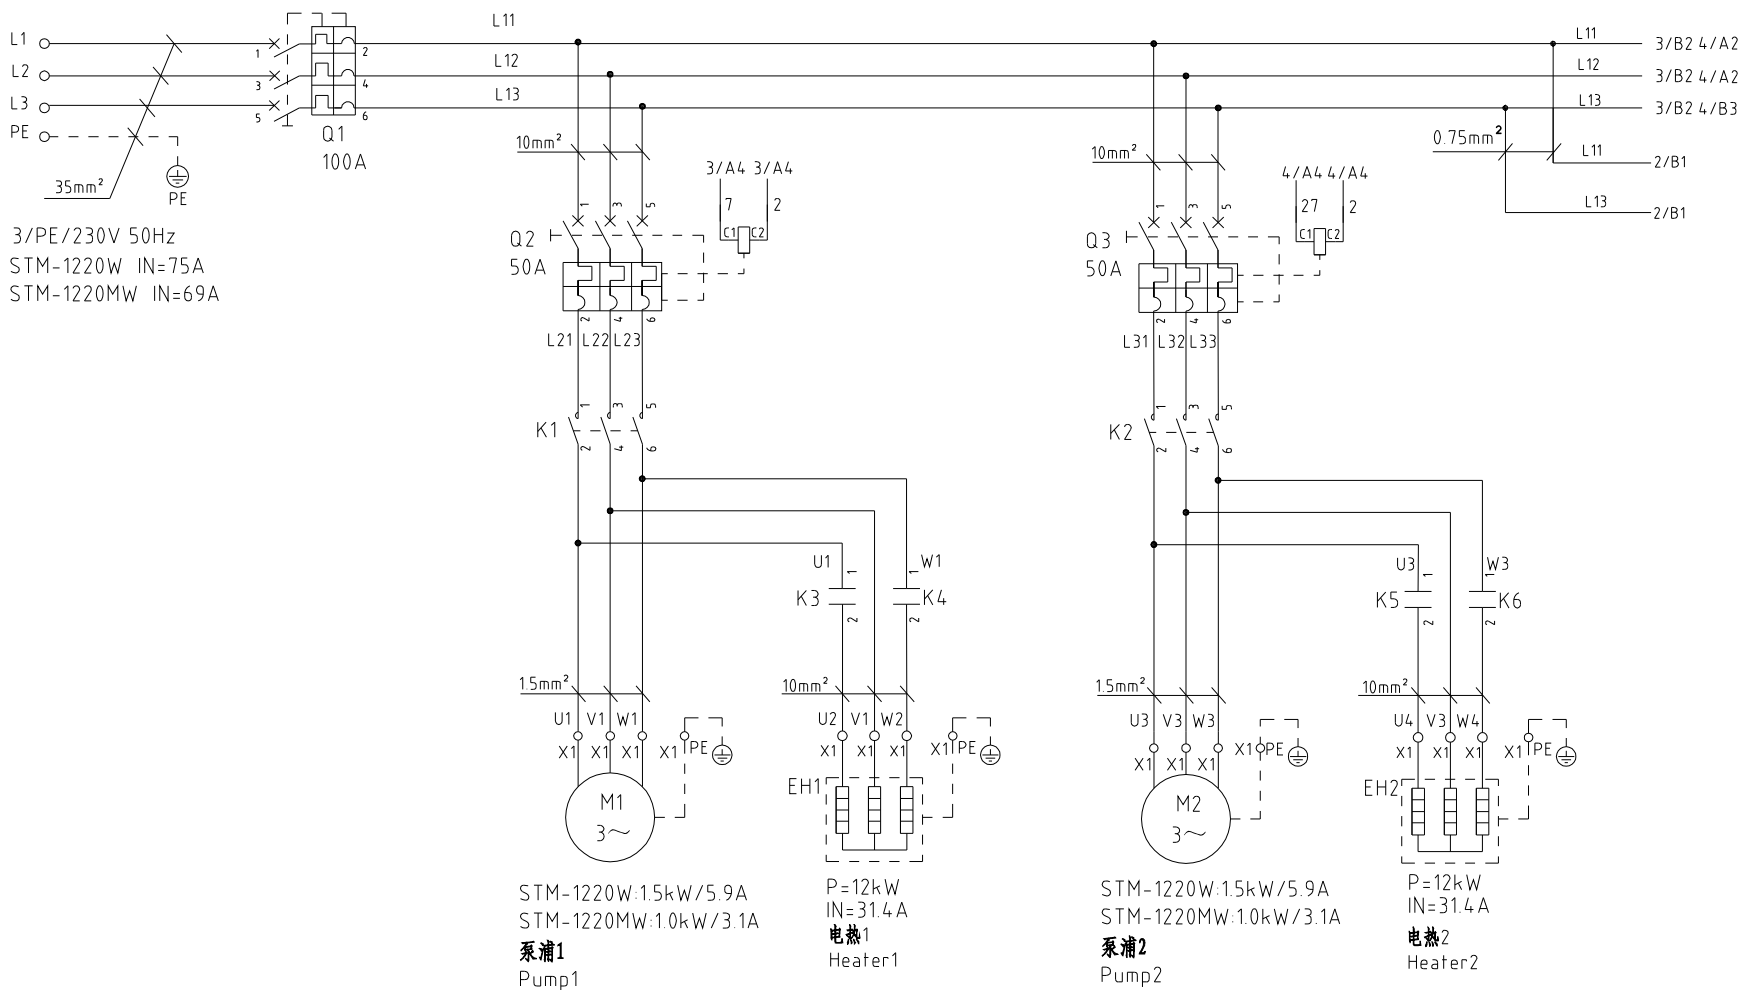 L1
L2
L3
PE
35mm²
PE
1
3
5
2
4
6
Q1
100A
3/PE/230V 50Hz
STM-1220W IN=75A
STM-1220MW IN=69A
L11
L12
L13
L11
L12
L13
3/B2 4/A2
3/B2 4/A2
3/B2 4/B3
0.75mm²
L11
2/B1
L13
2/B1
10mm²
3/A4 3/A4
7
2
C1
C2
1
3
5
Q2
50A
2
4
6
L21
L22
L23
10mm²
4/A4 4/A4
27
2
C1
C2
1
3
5
Q3
50A
2
4
6
L31
L32
L33
K1
1
3
5
2
4
6
K2
1
3
5
2
4
6
U1
1
W1
1
K3
K4
2
2
U3
1
W3
1
K5
K6
2
2
1.5mm²
10mm²
1.5mm²
10mm²
U1 V1 W1
X1 X1 X1 X1 PE
U2 V1 W2
X1 X1 X1 X1 PE
U3 V3 W3
X1 X1 X1 X1 PE
U4 V3 W4
X1 X1 X1 X1 PE
M1
3~
EH1
M2
3~
EH2
STM-1220W:1.5kW/5.9A
STM-1220MW:1.0kW/3.1A
泵浦1
Pump1
P=12kW
IN=31.4A
电热1
Heater1
STM-1220W:1.5kW/5.9A
STM-1220MW:1.0kW/3.1A
泵浦2
Pump2
P=12kW
IN=31.4A
电热2
Heater2